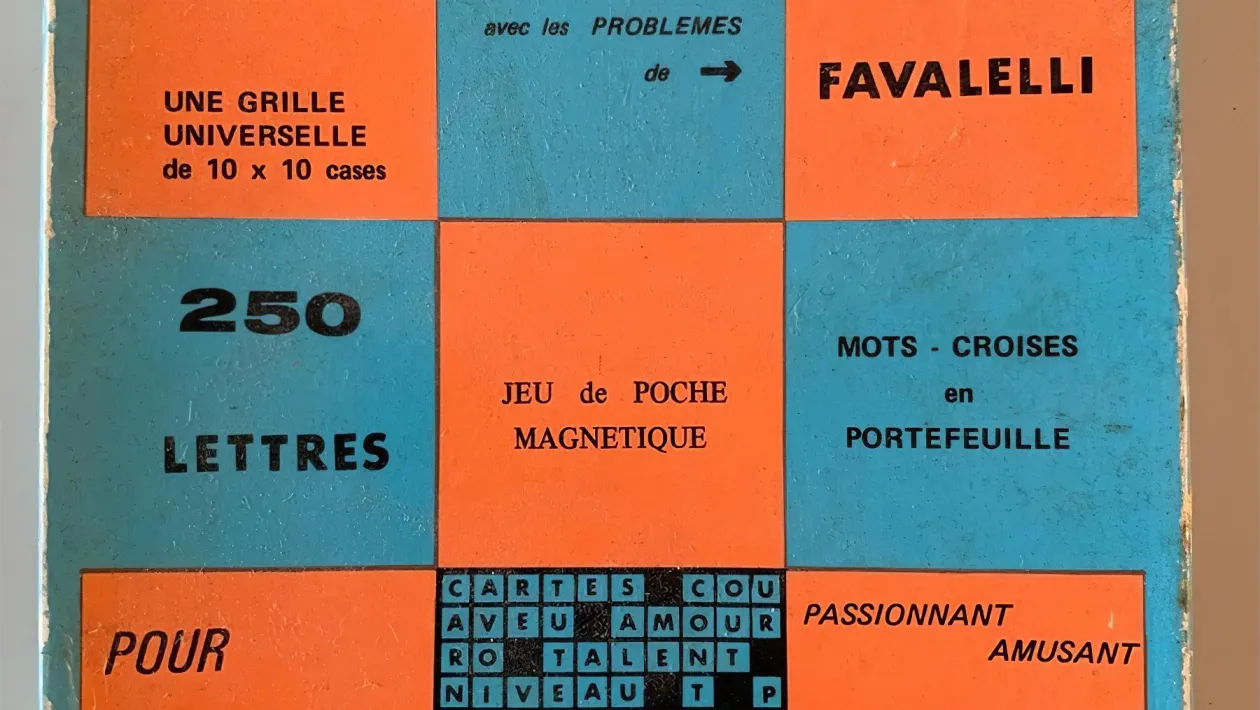 UNE GRILLE
UNIVERSELLE
de 10 x 10 cases
avec les PROBLEMES
de →
FAVALELLI
250
LETTRES
JEU de POCHE
MAGNETIQUE
MOTS - CROISES
en
PORTEFEUILLE
POUR
CARTES COU
AVEU AMOUR
RO TALENT
NIVEAU T P
PASSIONNANT
AMUSANT